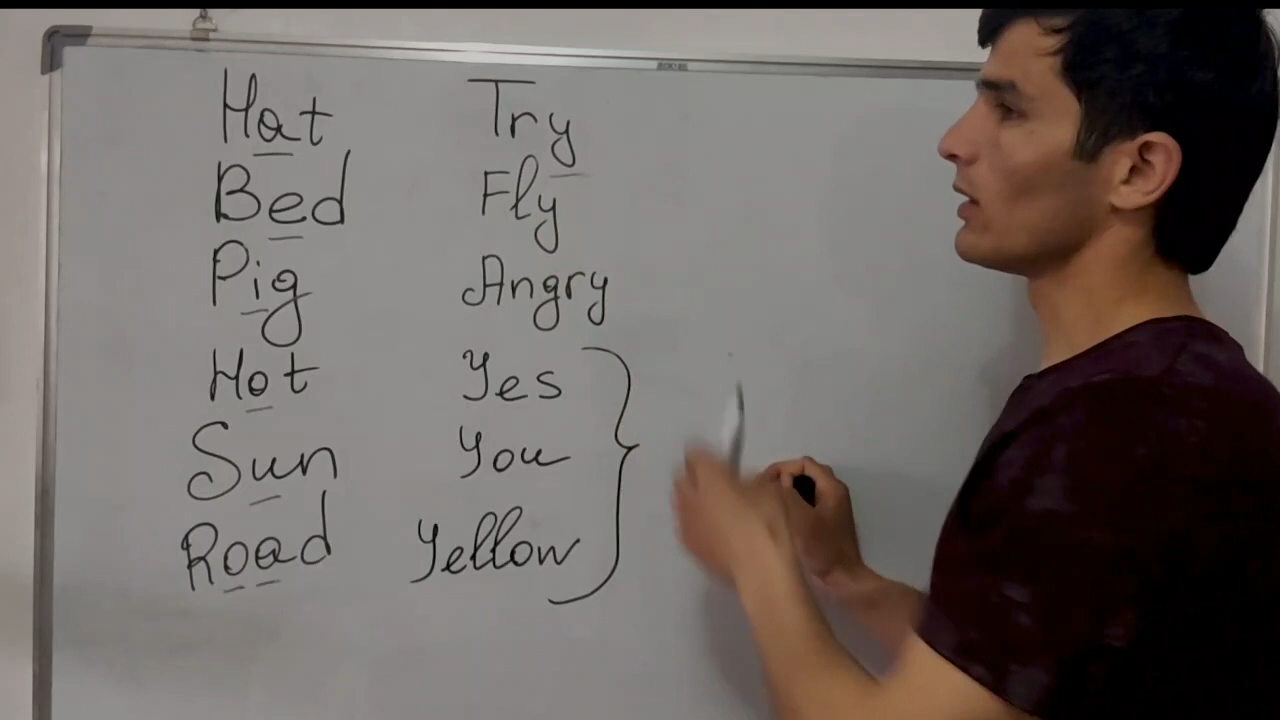 Hat Try
Bed Fly
Pig Angry
Hot Yes
Sun You
Road Yellow